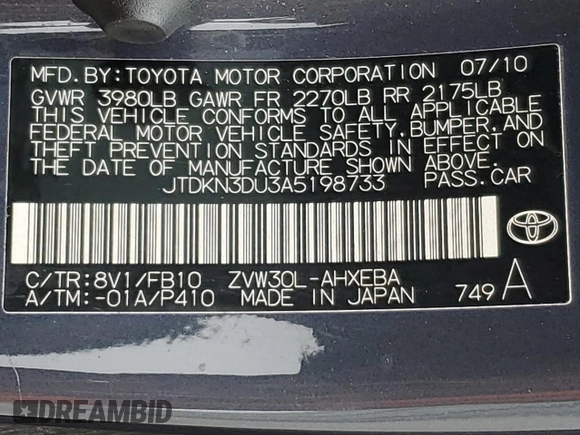 MFD.BY:TOYOTA MOTOR CORPORATION 07/10
GVWR 3980LB GAWR FR 2270LB RR 2175LB
THIS VEHICLE CONFORMS TO ALL APPLICABLE
FEDERAL MOTOR VEHICLE SAFETY,BUMPER,AND
THEFT PREVENTION STANDARDS IN EFFECT ON
THE DATE OF MANUFACTURE SHOWN ABOVE.
JTDKN3DU3A5198733 PASS.CAR
C/TR:8V1/FB10 ZVW30L-AHXEBA
A/TM:-01A/P410 MADE IN JAPAN 749 A
DREAMBID